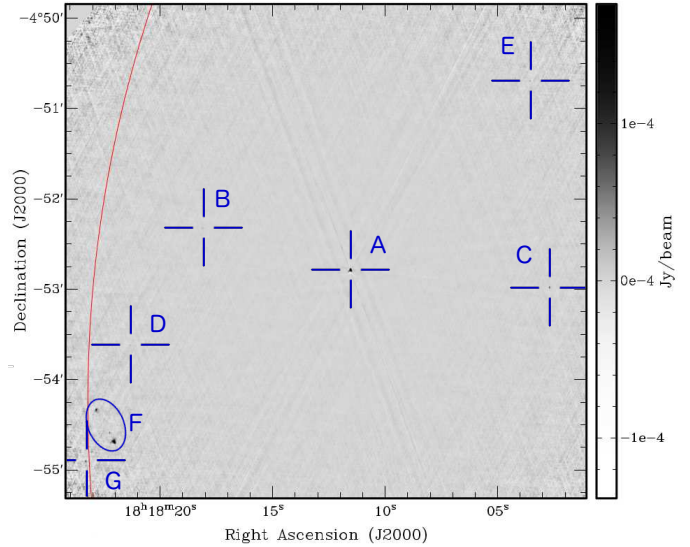 −4°50′
−51′
−52′
−53′
−54′
−55′
Declination (J2000)
E
B
A
C
D
F
G
18ʰ18ᵐ20ˢ
15ˢ
10ˢ
05ˢ
Right Ascension (J2000)
1e−4
0e−4
−1e−4
Jy/beam